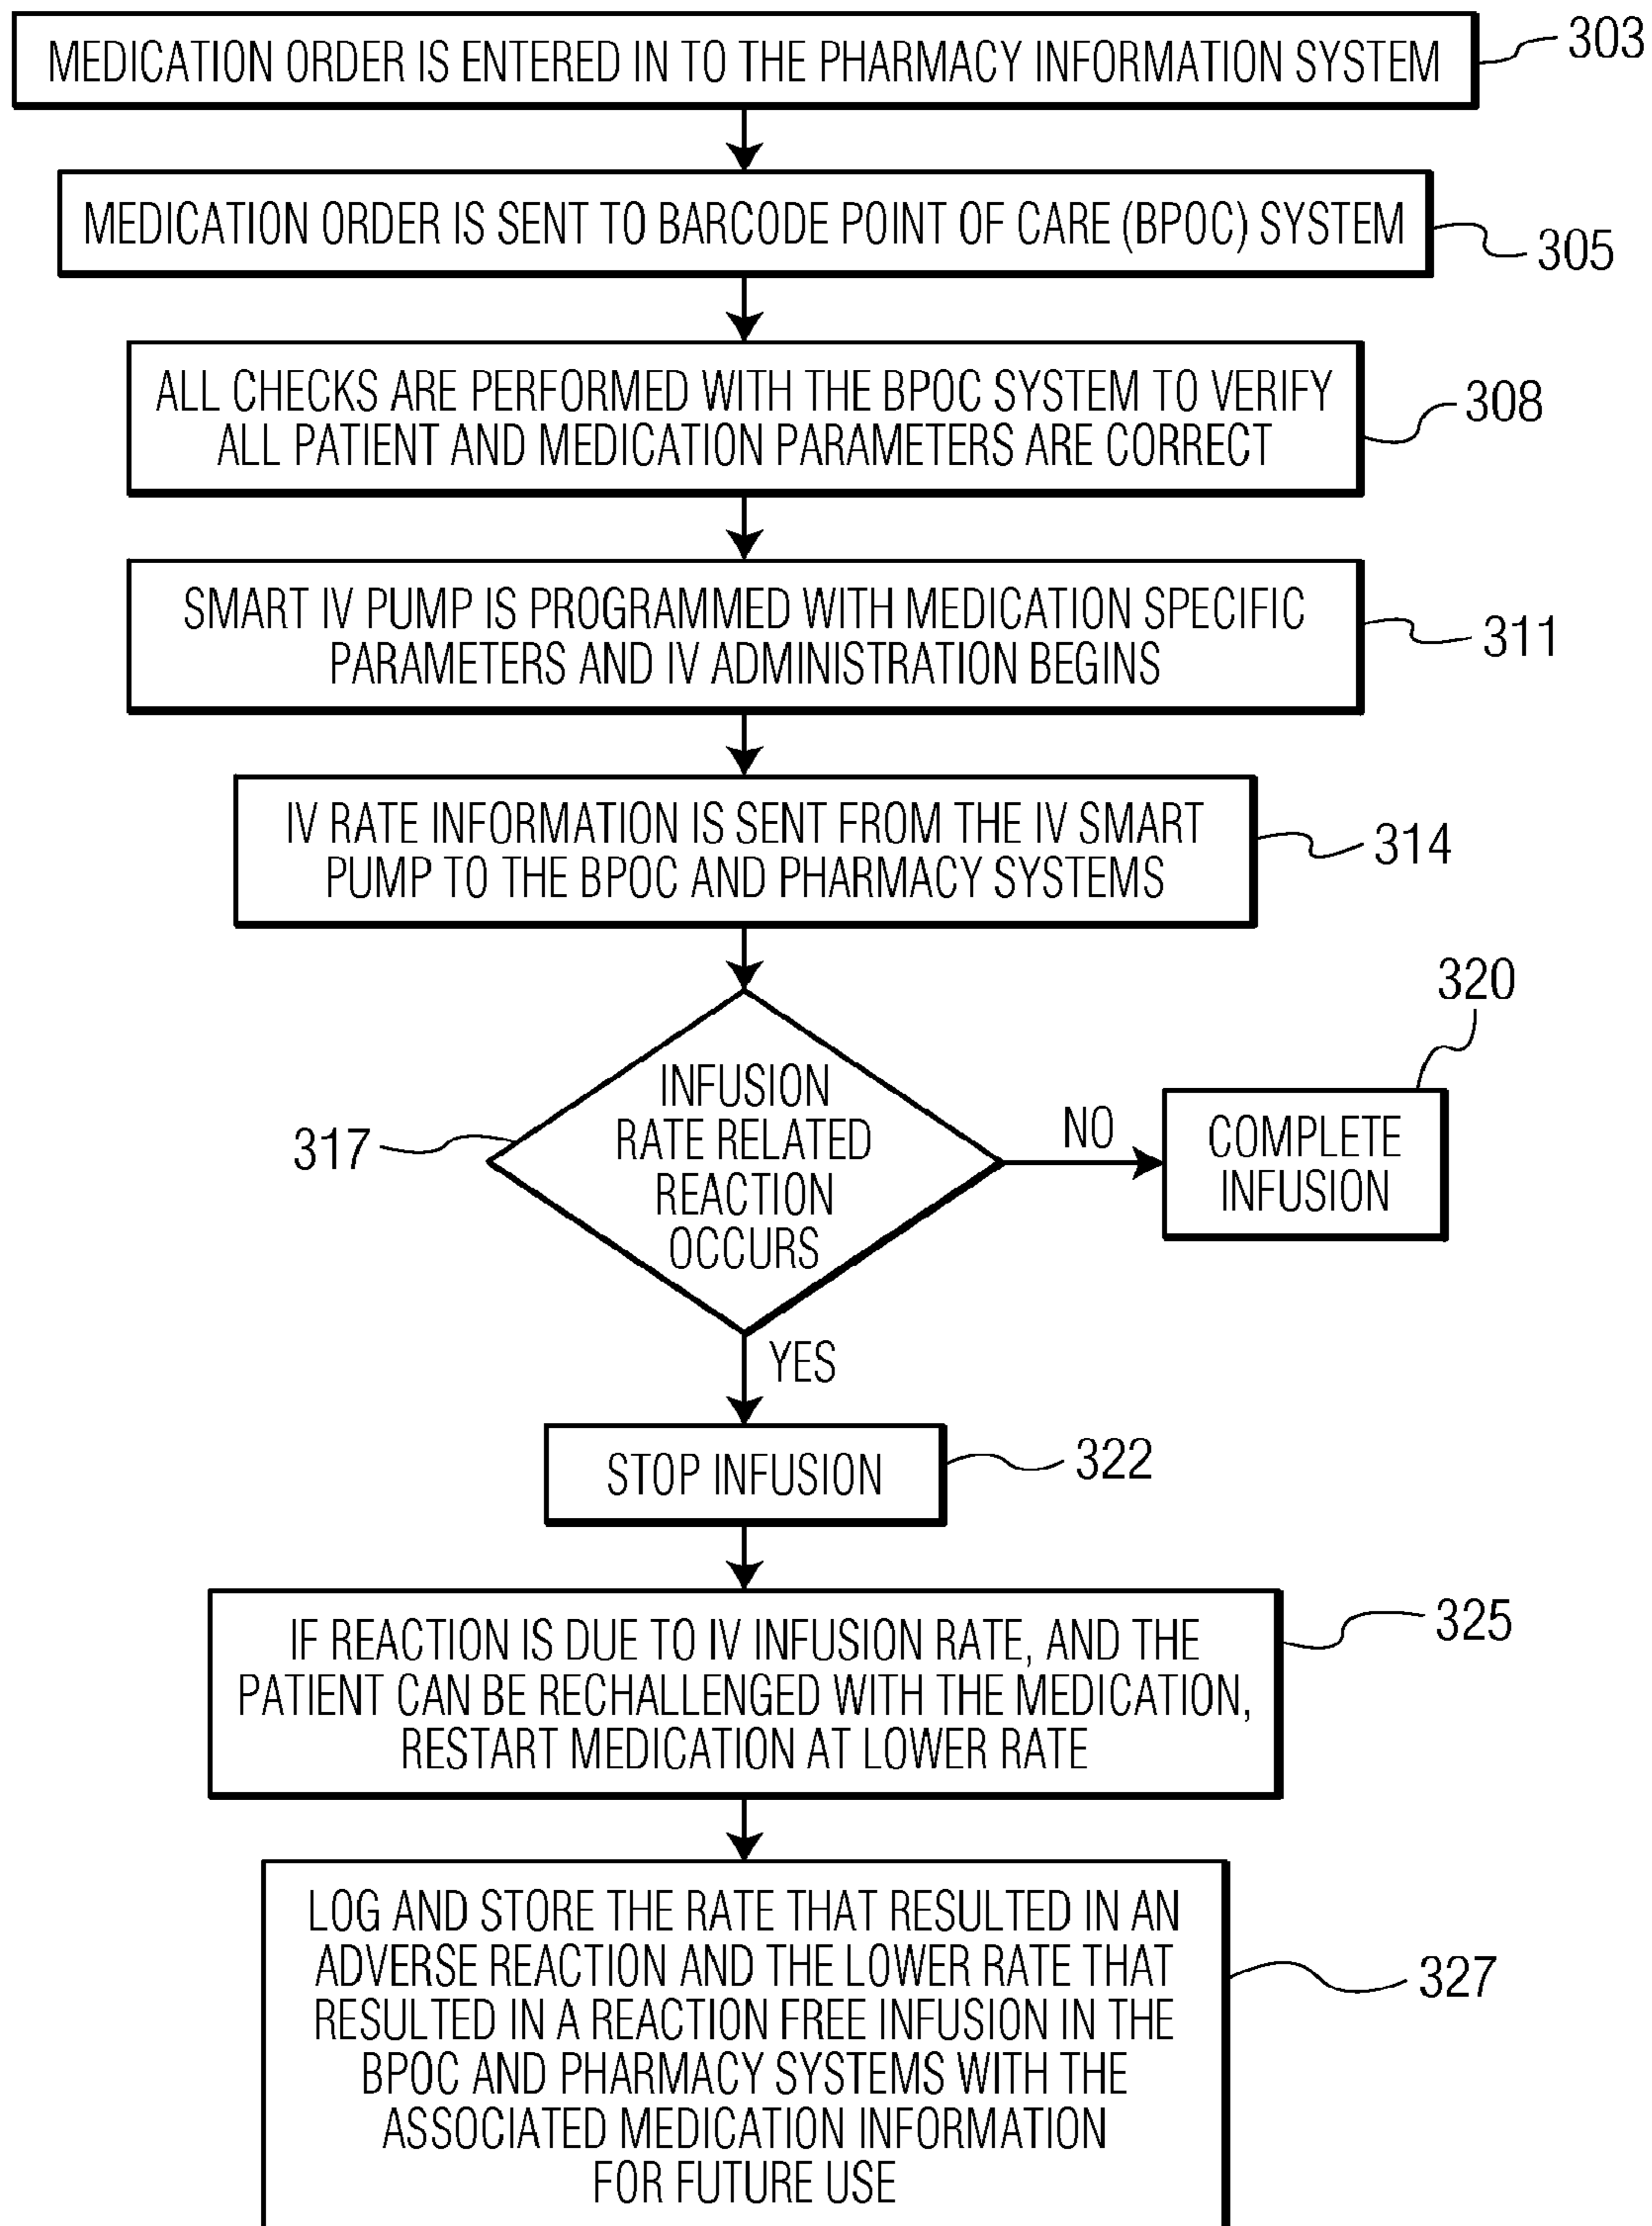 MEDICATION ORDER IS ENTERED IN TO THE PHARMACY INFORMATION SYSTEM
303
MEDICATION ORDER IS SENT TO BARCODE POINT OF CARE (BPOC) SYSTEM
305
ALL CHECKS ARE PERFORMED WITH THE BPOC SYSTEM TO VERIFY
ALL PATIENT AND MEDICATION PARAMETERS ARE CORRECT
308
SMART IV PUMP IS PROGRAMMED WITH MEDICATION SPECIFIC
PARAMETERS AND IV ADMINISTRATION BEGINS
311
IV RATE INFORMATION IS SENT FROM THE IV SMART
PUMP TO THE BPOC AND PHARMACY SYSTEMS
314
317
INFUSION
RATE RELATED
REACTION
OCCURS
NO
320
COMPLETE
INFUSION
YES
STOP INFUSION
322
IF REACTION IS DUE TO IV INFUSION RATE, AND THE
PATIENT CAN BE RECHALLENGED WITH THE MEDICATION,
RESTART MEDICATION AT LOWER RATE
325
LOG AND STORE THE RATE THAT RESULTED IN AN
ADVERSE REACTION AND THE LOWER RATE THAT
RESULTED IN A REACTION FREE INFUSION IN THE
BPOC AND PHARMACY SYSTEMS WITH THE
ASSOCIATED MEDICATION INFORMATION
FOR FUTURE USE
327